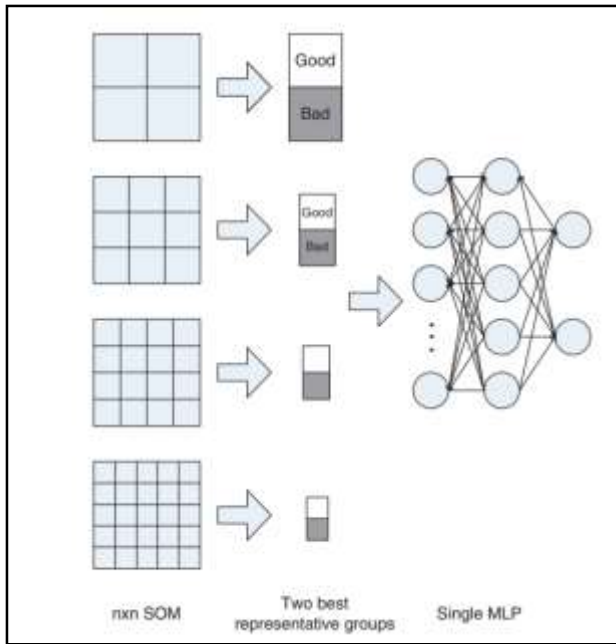 Good
Bad
Good
Bad
nxn SOM
Two best
representative groups
Single MLP